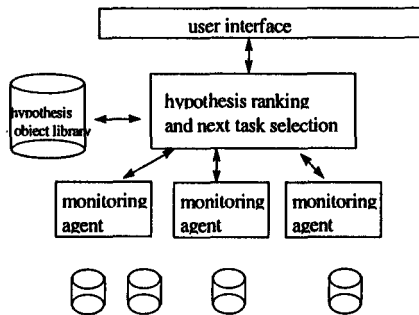 user interface
hypothesis
object library
hypothesis ranking
and next task selection
monitoring
agent
monitoring
agent
monitoring
agent